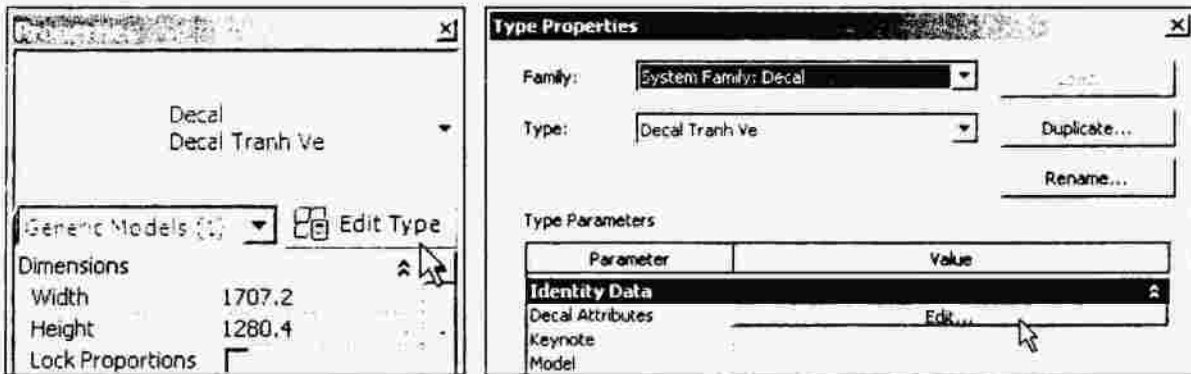 Decal
Decal Tranh Ve
Generic Models (1)
Edit Type
Dimensions
Width 1707.2
Height 1280.4
Lock Proportions
Type Properties
Family: System Family: Decal
Type: Decal Tranh Ve
Duplicate...
Rename...
Type Parameters
Parameter Value
Identity Data
Decal Attributes Edit...
Keynote
Model